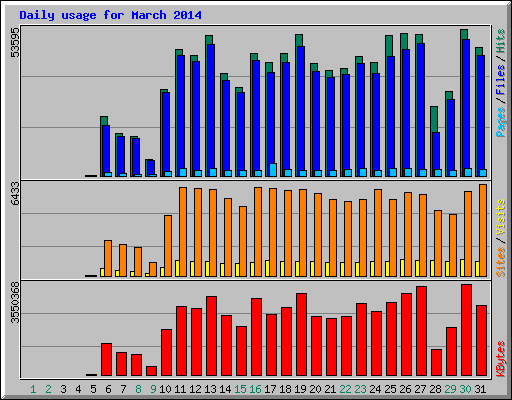 Daily usage for March 2014
53595
Pages / Files / Hits
6433
Sites / Visits
3550368
KBytes
1 2 3 4 5 6 7 8 9 10 11 12 13 14 15 16 17 18 19 20 21 22 23 24 25 26 27 28 29 30 31